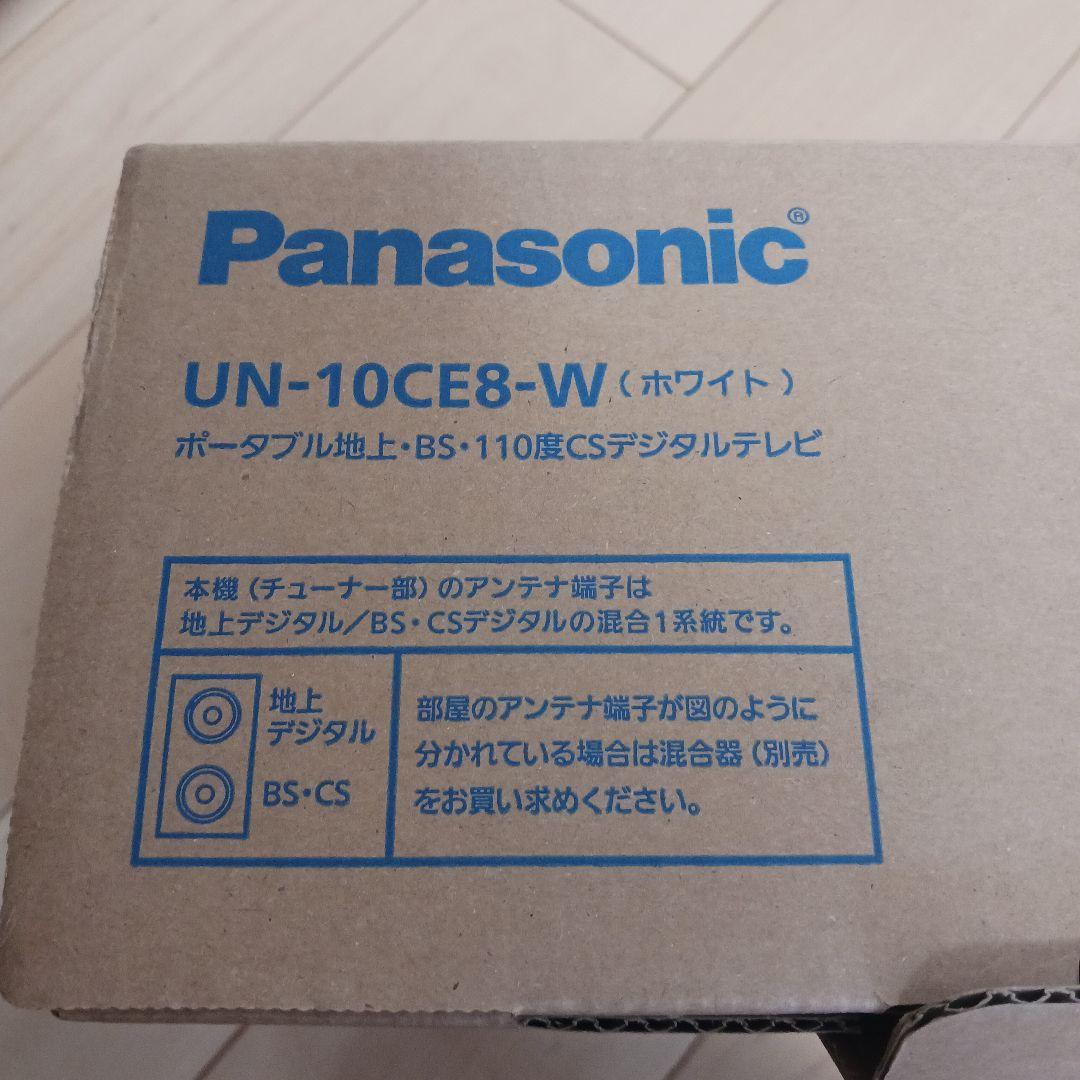 Panasonic®
UN-10CE8-W（ホワイト）
ポータブル地上・BS・110度CSデジタルテレビ
本機（チューナー部）のアンテナ端子は
地上デジタル／BS・CSデジタルの混合1系統です。
地上
デジタル
BS・CS
部屋のアンテナ端子が図のように
分かれている場合は混合器（別売）
をお買い求めください。